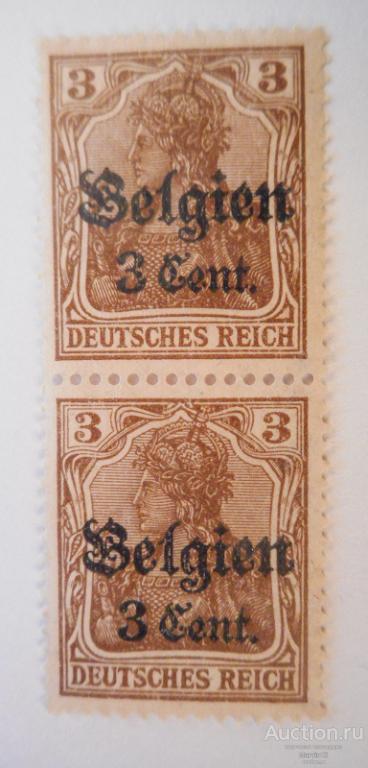 3 3
Belgien
3 Cent.
DEUTSCHES REICH
3 3
Belgien
3 Cent.
DEUTSCHES REICH
Auction.ru